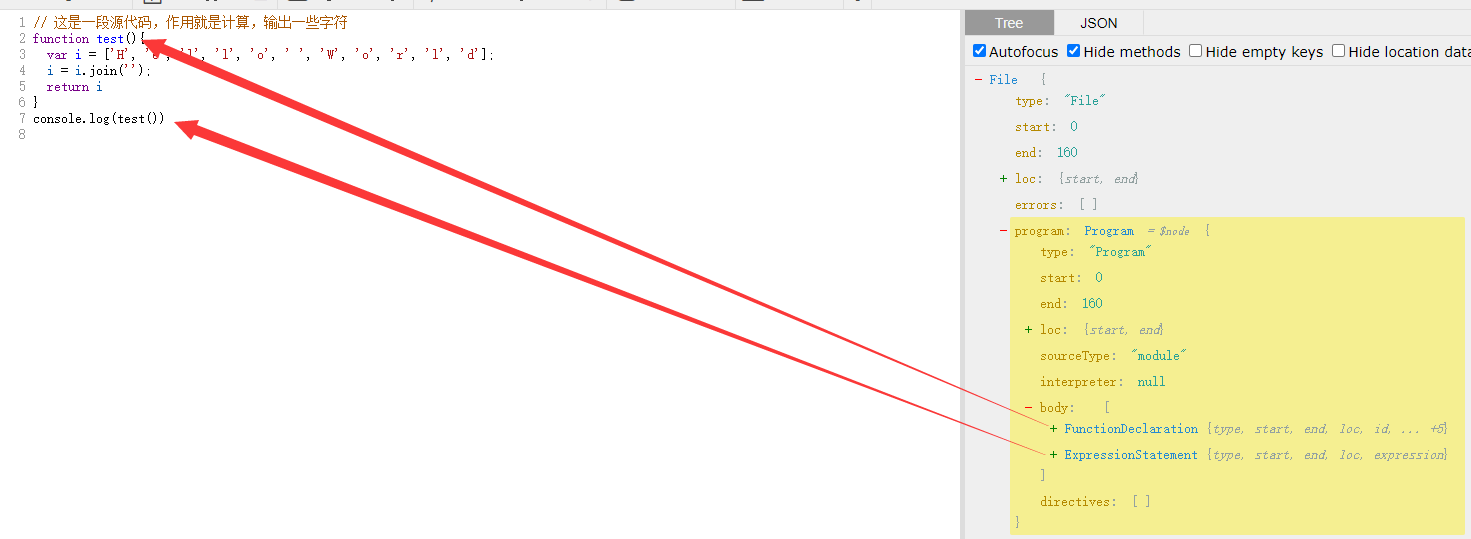 1 // 这是一段源代码，作用就是计算，输出一些字符
2 function test(){
3 var i = ['H', 'l', 'l', 'o', ' ', 'W', 'o', 'r', 'l', 'd'];
4 i = i.join('');
5 return i
6 }
7 console.log(test())
8
Tree JSON
Autofocus Hide methods Hide empty keys Hide location data
− File {
type: "File"
start: 0
end: 160
+ loc: {start, end}
errors: [ ]
− program: Program = $node {
type: "Program"
start: 0
end: 160
+ loc: {start, end}
sourceType: "module"
interpreter: null
− body: [
+ FunctionDeclaration {type, start, end, loc, id, ... +5}
+ ExpressionStatement {type, start, end, loc, expression}
]
directives: [ ]
}